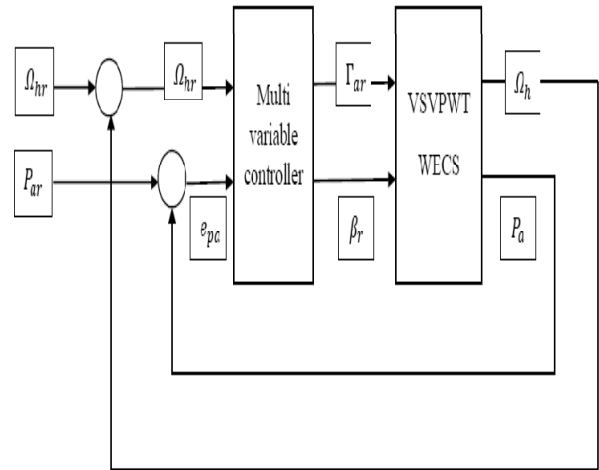 Ω_hr
Ω_hr
Multi
variable
controller
Γ_ar
VSVPWT
WECS
Ω_h
P_ar
e_pa
β_r
P_a